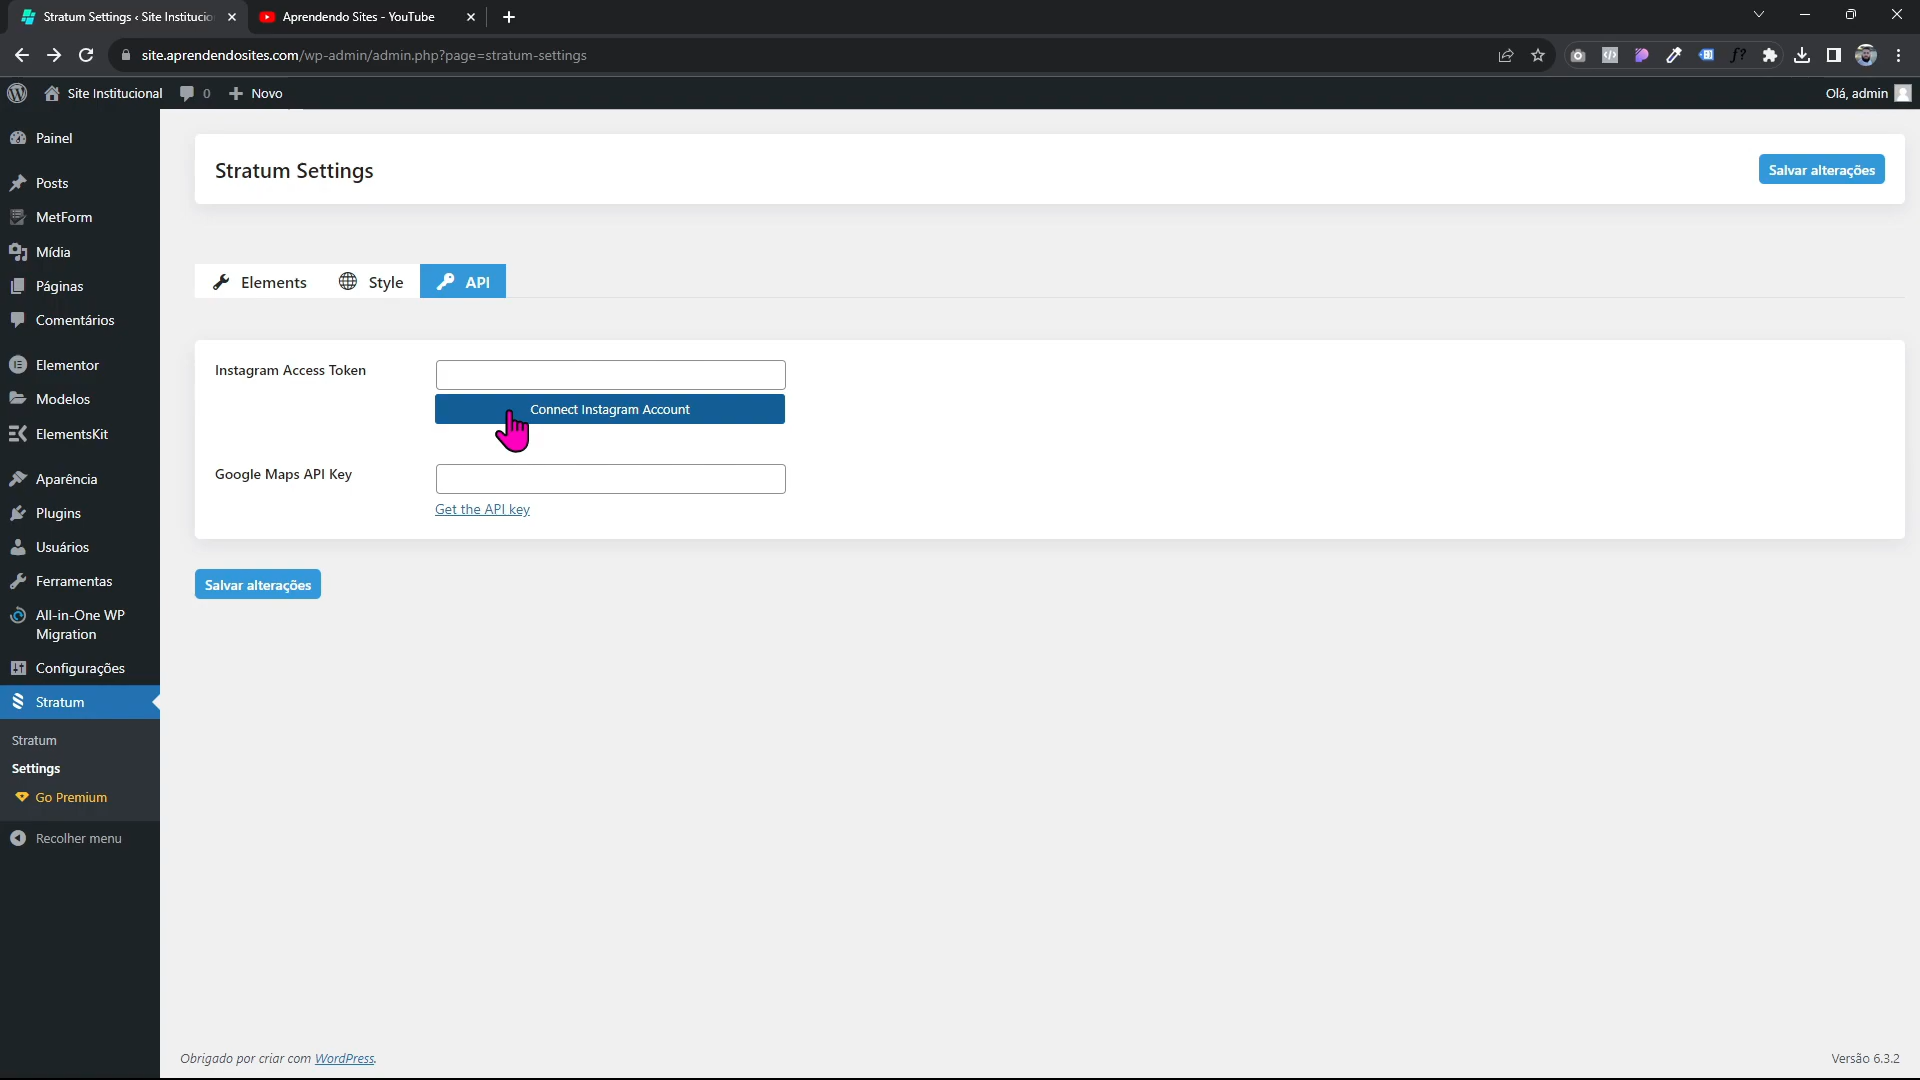 Stratum Settings ‹ Site Institucio
Aprendendo Sites - YouTube
site.aprendendosites.com/wp-admin/admin.php?page=stratum-settings
Site Institucional
0
Novo
Olá, admin
Painel
Posts
MetForm
Mídia
Páginas
Comentários
Elementor
Modelos
ElementsKit
Aparência
Plugins
Usuários
Ferramentas
All-in-One WP
Migration
Configurações
Stratum
Stratum
Settings
Go Premium
Recolher menu
Stratum Settings
Salvar alterações
Elements
Style
API
Instagram Access Token
Connect Instagram Account
Google Maps API Key
Get the API key
Salvar alterações
Obrigado por criar com WordPress.
Versão 6.3.2